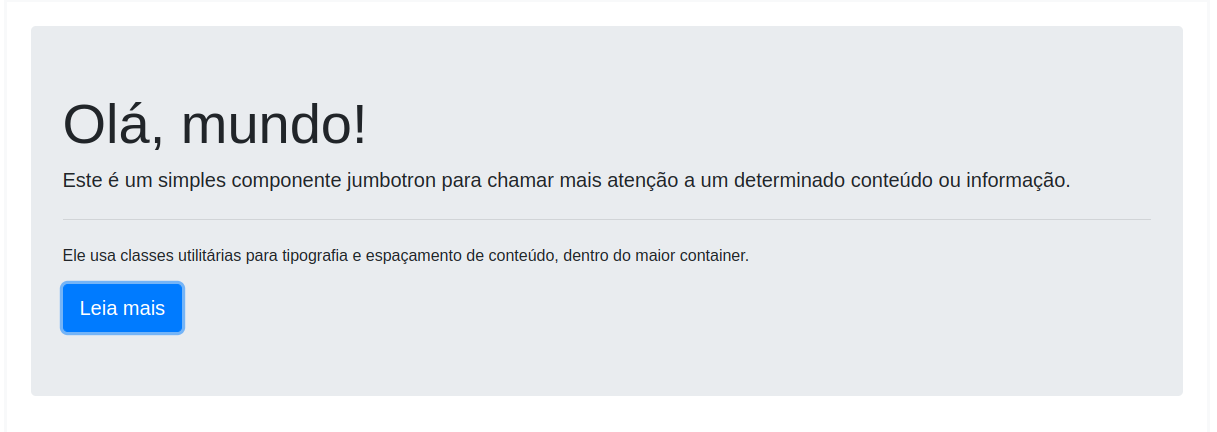 Olá, mundo!
Este é um simples componente jumbotron para chamar mais atenção a um determinado conteúdo ou informação.
Ele usa classes utilitárias para tipografia e espaçamento de conteúdo, dentro do maior container.
Leia mais